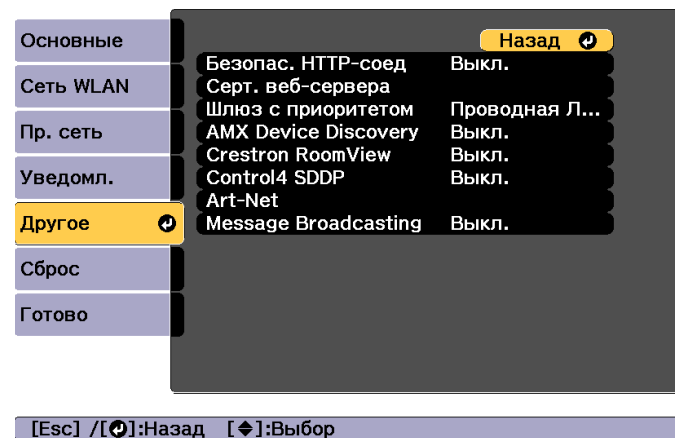 Основные
Сеть WLAN
Пр. сеть
Уведомл.
Другое
Сброс
Готово
Назад
Безопас. HTTP-соед Выкл.
Серт. веб-сервера
Шлюз с приоритетом Проводная Л...
AMX Device Discovery Выкл.
Crestron RoomView Выкл.
Control4 SDDP Выкл.
Art-Net
Message Broadcasting Выкл.
[Esc] /[⏎]:Назад [◆]:Выбор